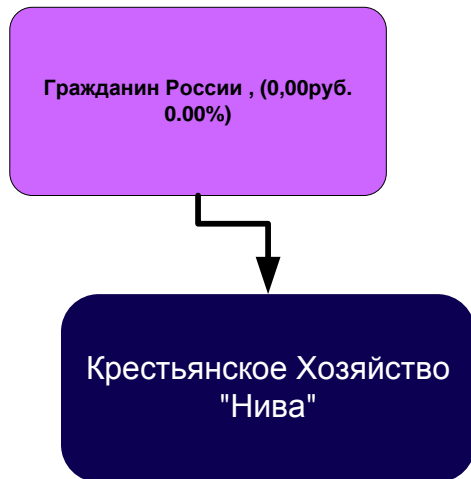 Гражданин России , (0,00руб.
0.00%)
Крестьянское Хозяйство
"Нива"